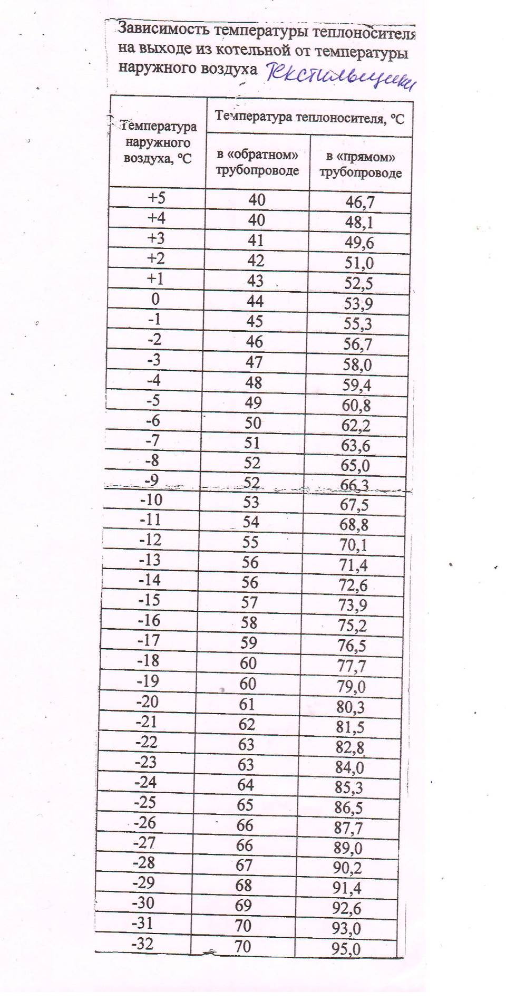 Зависимость температуры теплоносителя
на выходе из котельной от температуры
наружного воздуха Текстильщики
Температура наружного воздуха, °С | Температура теплоносителя, °С
в «обратном» трубопроводе | в «прямом» трубопроводе
+5 40 46,7
+4 40 48,1
+3 41 49,6
+2 42 51,0
+1 43 52,5
0 44 53,9
-1 45 55,3
-2 46 56,7
-3 47 58,0
-4 48 59,4
-5 49 60,8
-6 50 62,2
-7 51 63,6
-8 52 65,0
-9 52 66,3
-10 53 67,5
-11 54 68,8
-12 55 70,1
-13 56 71,4
-14 56 72,6
-15 57 73,9
-16 58 75,2
-17 59 76,5
-18 60 77,7
-19 60 79,0
-20 61 80,3
-21 62 81,5
-22 63 82,8
-23 63 84,0
-24 64 85,3
-25 65 86,5
-26 66 87,7
-27 66 89,0
-28 67 90,2
-29 68 91,4
-30 69 92,6
-31 70 93,0
-32 70 95,0